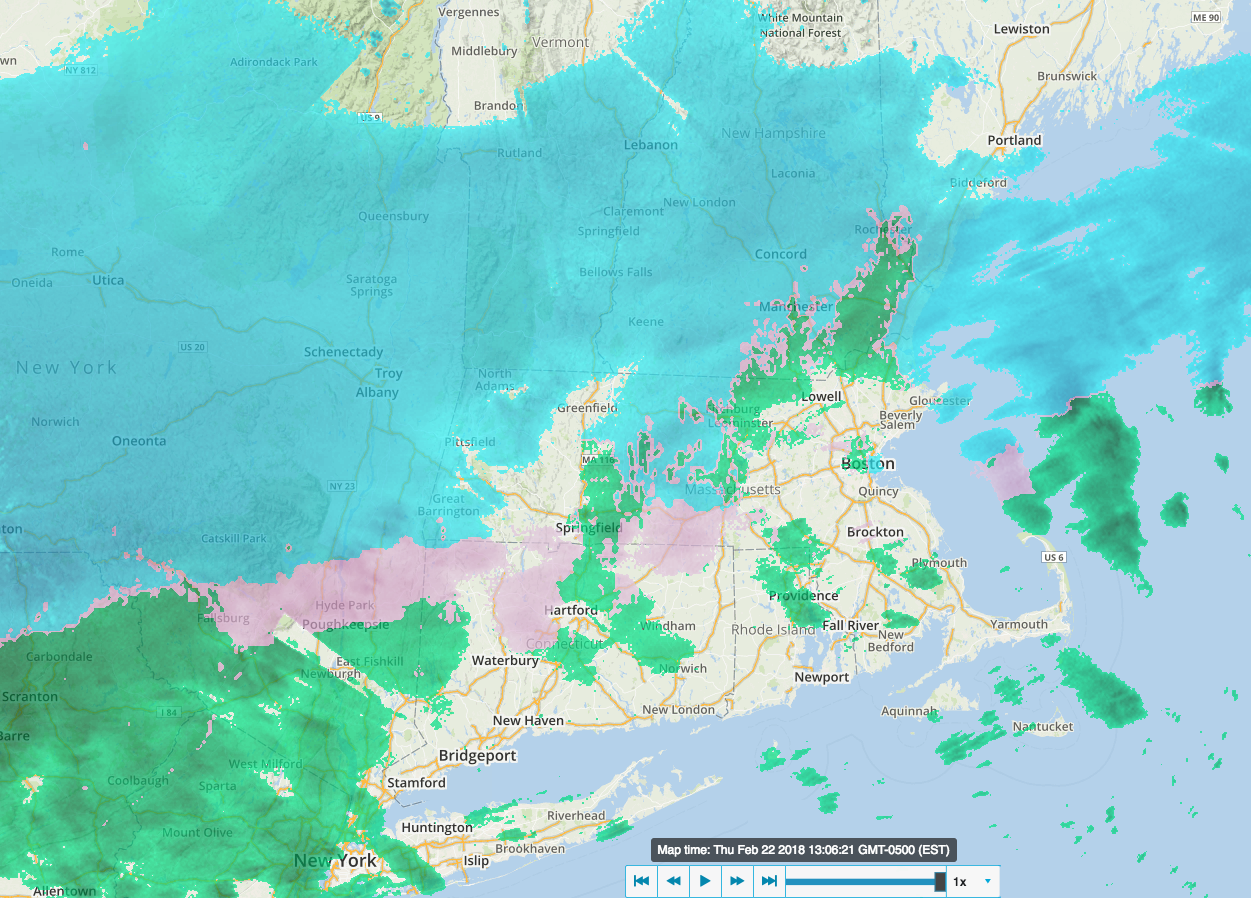 Vergennes
White Mountain
National Forest
ME 90
Lewiston
Middlebury
Vermont
Adirondack Park
wn
NY 812
Brunswick
Brandon
US 9
New Hampshire
Portland
Rutland
Lebanon
Laconia
Biddeford
Queensbury
Claremont
New London
Springfield
Rochester
Rome
Concord
Oneida
Utica
Saratoga
Springs
Bellows Falls
Manchester
Keene
US 20
Schenectady
New York
Troy
Albany
North
Adams
Lowell
Gloucester
Greenfield
Fitchburg
Leominster
Beverly
Salem
Norwich
Oneonta
Pittsfield
MA 116
Boston
NY 23
Great
Barrington
Massachusetts
Quincy
ton
Springfield
Brockton
Catskill Park
US 6
Plymouth
Hyde Park
Poughkeepsie
Fallsburg
Hartford
Providence
Windham
Rhode Island
Fall River
Yarmouth
Connecticut
New
Bedford
Carbondale
East Fishkill
Newburgh
Waterbury
Norwich
Newport
Scranton
I 84
New London
Aquinnah
New Haven
Nantucket
Barre
Bridgeport
West Milford
Coolbaugh
Sparta
Stamford
Riverhead
Huntington
Mount Olive
Brookhaven
New York
Islip
Map time: Thu Feb 22 2018 13:06:21 GMT-0500 (EST)
1x
Allentown